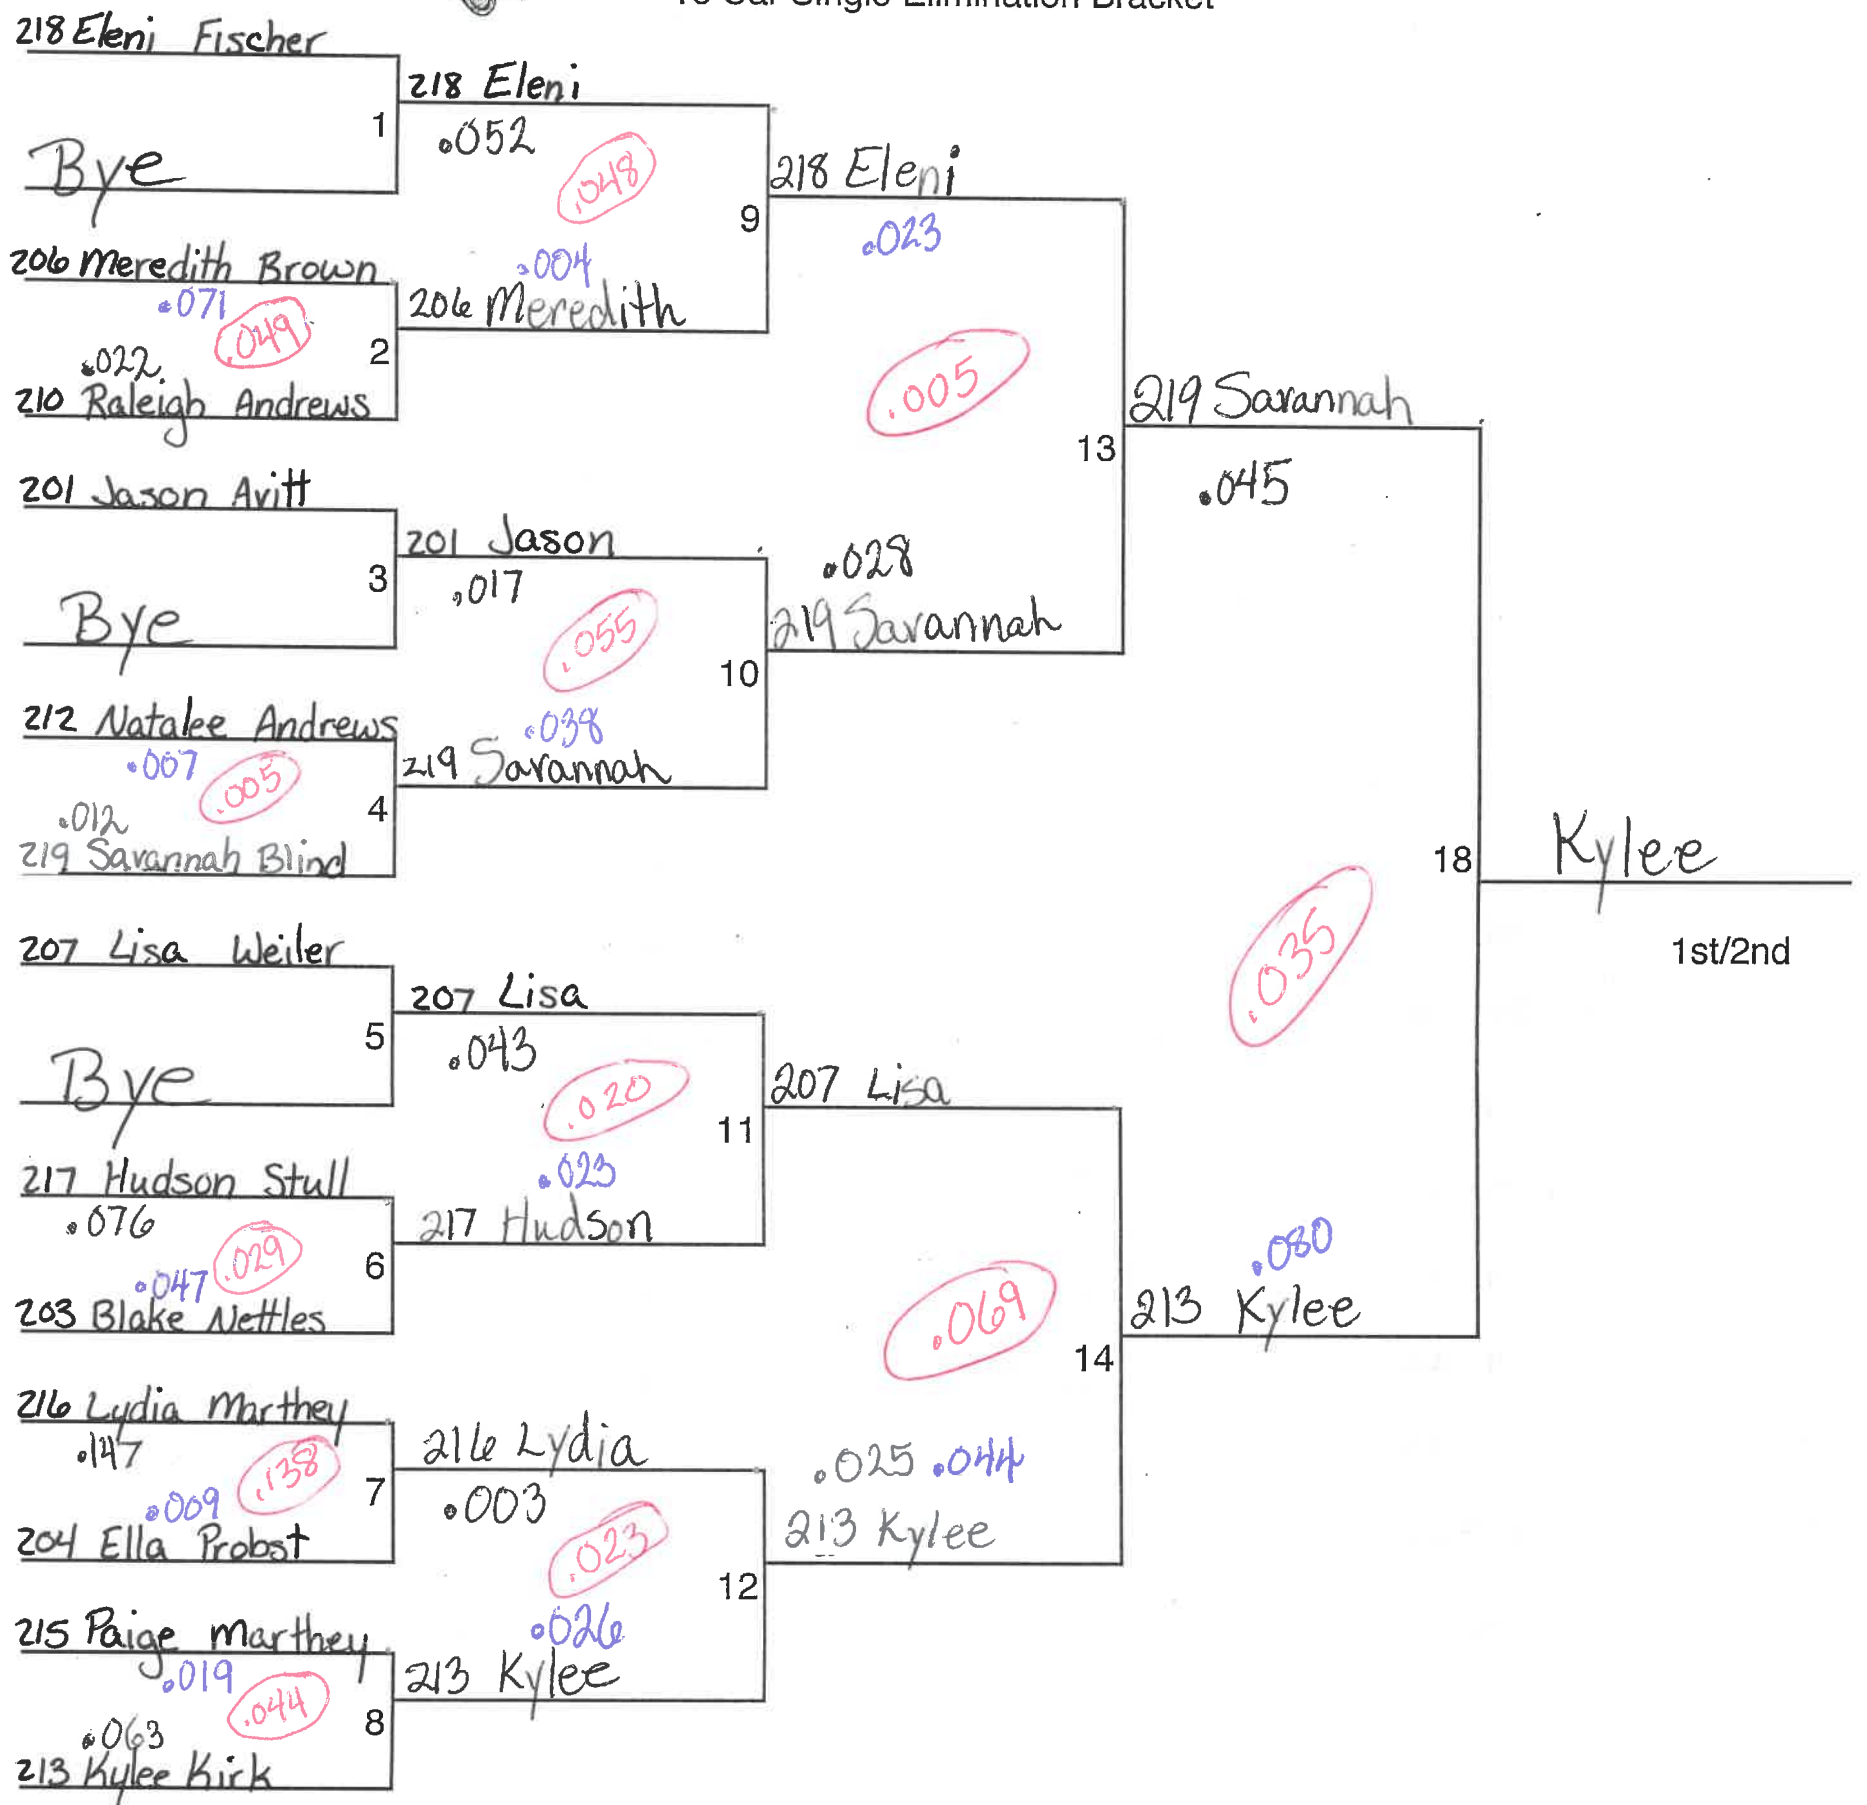 218 Eleni Fischer
218 Eleni
1
.052
Bye
.048
218 Eleni
9
.023
206 Meredith Brown
.071
.049
.022
2
210 Raleigh Andrews
.004
206 Meredith
.005
219 Savannah
13
.045
201 Jason Avitt
201 Jason
3
.017
Bye
.055
.028
219 Savannah
10
212 Natalee Andrews
.007
.005
.012
4
219 Savannah Blind
.038
219 Savannah
18
Kylee
1st/2nd
.035
207 Lisa Weiler
207 Lisa
5
.043
Bye
.020
207 Lisa
11
217 Hudson Stull
.076
.029
.047
6
203 Blake Nettles
.023
217 Hudson
.069
.080
213 Kylee
14
216 Lydia Marthey
.147
.138
.009
7
204 Ella Probst
216 Lydia
.003
.023
.025 .044
213 Kylee
12
215 Paige Marthey
.019
.044
.063
8
213 Kylee Kirk
.026
213 Kylee